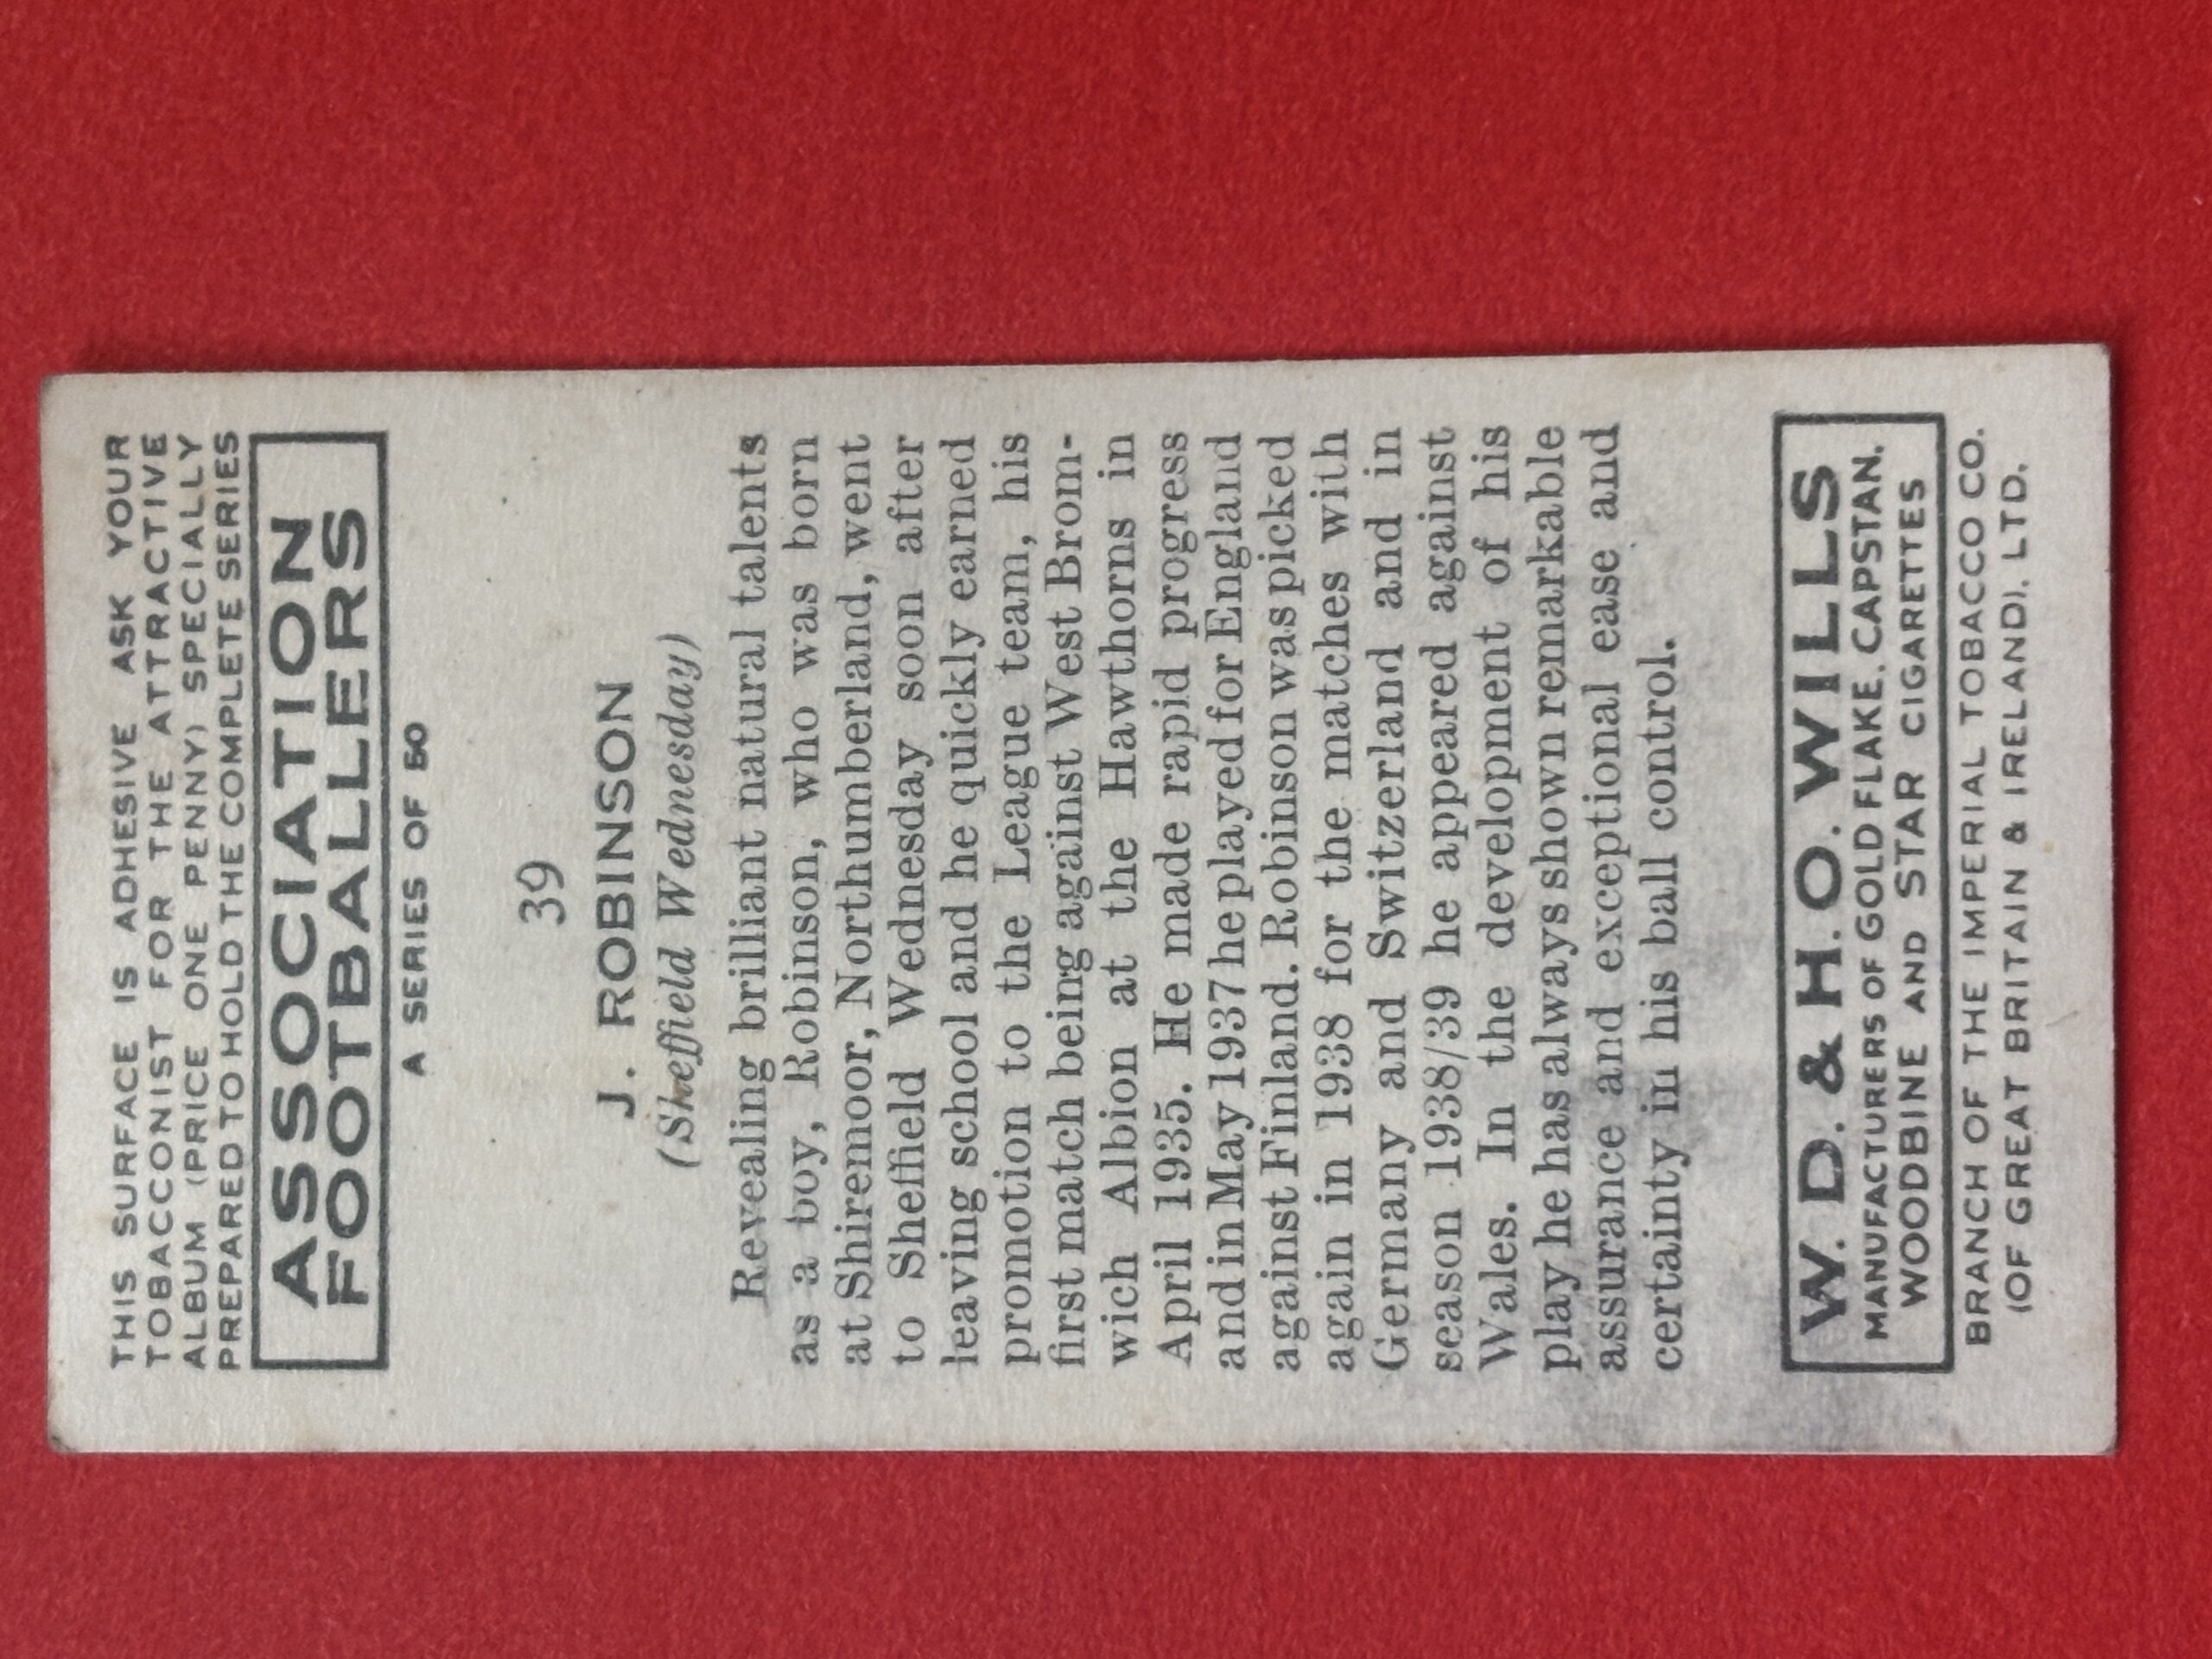 THIS SURFACE IS ADHESIVE ASK YOUR
TOBACCONIST FOR THE ATTRACTIVE
ALBUM (PRICE ONE PENNY) SPECIALLY
PREPARED TO HOLD THE COMPLETE SERIES
ASSOCIATION
FOOTBALLERS
A SERIES OF 50
39
J. ROBINSON
(Sheffield Wednesday)
Revealing brilliant natural talents
as a boy, Robinson, who was born
at Shiremoor, Northumberland, went
to Sheffield Wednesday soon after
leaving school and he quickly earned
promotion to the League team, his
first match being against West Brom-
wich Albion at the Hawthorns in
April 1935. He made rapid progress
and in May 1937 he played for England
against Finland. Robinson was picked
again in 1938 for the matches with
Germany and Switzerland and in
season 1938/39 he appeared against
Wales. In the development of his
play he has always shown remarkable
assurance and exceptional ease and
certainty in his ball control.
W. D. & H. O. WILLS
MANUFACTURERS OF GOLD FLAKE, CAPSTAN,
WOODBINE AND STAR CIGARETTES
BRANCH OF THE IMPERIAL TOBACCO CO.
(OF GREAT BRITAIN & IRELAND), LTD.